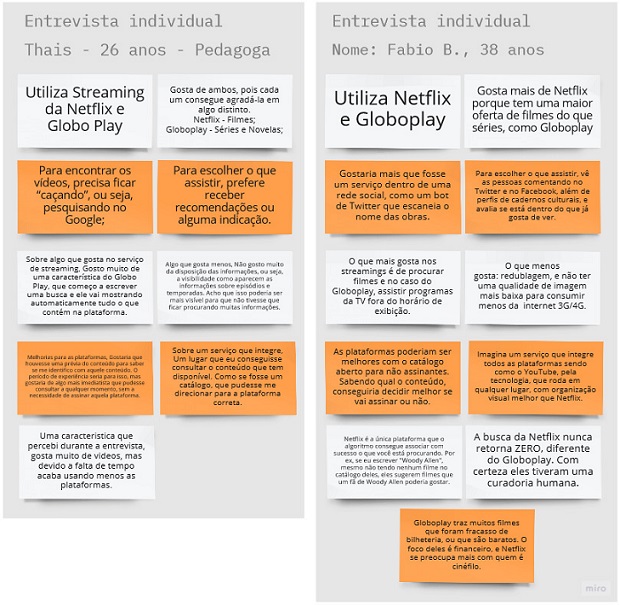 Entrevista individual
Thais - 26 anos - Pedagoga
Utiliza Streaming
da Netflix e
Globo Play
Gosta de ambos, pois cada
um consegue agradá-la em
algo distinto.
Netflix - Filmes;
Globoplay - Séries e Novelas;
Para encontrar os
vídeos, precisa ficar
“caçando”, ou seja,
pesquisando no
Google;
Para escolher o que
assistir, prefere
receber
recomendações ou
alguma indicação.
Sobre algo que gosta no serviço
de streaming, Gosto muito de
uma característica do Globo
Play, que começo a escrever
uma busca e ele vai mostrando
automaticamente tudo o que
contém na plataforma.
Algo que gosta menos, Não gosto muito
da disposição das informações, ou seja,
a visibilidade como aparecem as
informações sobre episódios e
temporadas. Acho que isso poderia ser
mais visível para que não tivesse que
ficar procurando muitas informações.
Melhorias para as plataformas, Gostaria que
houvesse uma prévia do conteúdo para saber
se me identifico com aquele conteúdo. O
período de experiência seria para isso, mas
gostaria de algo mais imediatista que pudesse
consultar a qualquer momento, sem a
necessidade de assinar aquela plataforma.
Sobre um serviço que integre,
Um lugar que eu conseguisse
consultar o conteúdo que tem
disponível. Como se fosse um
catálogo, que pudesse me
direcionar para a plataforma
correta.
Uma caracteristica que
percebi durante a entrevista,
gosta muito de videos, mas
devido a falta de tempo
acaba usando menos as
plataformas.
Entrevista individual
Nome: Fabio B., 38 anos
Utiliza Netflix
e Globoplay
Gosta mais de Netflix
porque tem uma maior
oferta de filmes do que
séries, como Globoplay
Gostaria mais que fosse
um serviço dentro de uma
rede social, como um bot
de Twitter que escaneia o
nome das obras.
Para escolher o que assistir, vê
as pessoas comentando no
Twitter e no Facebook, além de
perfis de cadernos culturais, e
avalia se está dentro do que já
gosta de ver.
O que mais gosta nos
streamings é de procurar
filmes e no caso do
Globoplay, assistir programas
da TV fora do horário de
exibição.
O que menos
gosta: redublagem, e não ter
uma qualidade de imagem
mais baixa para consumir
menos da internet 3G/4G.
As plataformas poderiam ser
melhores com o catálogo
aberto para não assinantes.
Sabendo qual o conteúdo,
conseguiria decidir melhor se
vai assinar ou não.
Imagina um serviço que integre
todos as plataformas sendo
como o YouTube, pela
tecnologia, que roda em
qualquer lugar, com organização
visual melhor que Netflix.
Netflix é a única plataforma que o
algoritmo consegue associar com
sucesso o que você está procurando. Por
ex, se eu escrever "Woody Allen",
mesmo não tendo nenhum filme no
catálogo deles, eles sugerem filmes que
um fã de Woody Allen poderia gostar.
A busca da Netflix nunca
retorna ZERO, diferente
do Globoplay. Com
certeza eles tiveram uma
curadoria humana.
Globoplay traz muitos filmes
que foram fracasso de
bilheteria, ou que são baratos. O
foco deles é financeiro, e Netflix
se preocupa mais com quem é
cinéfilo.
miro